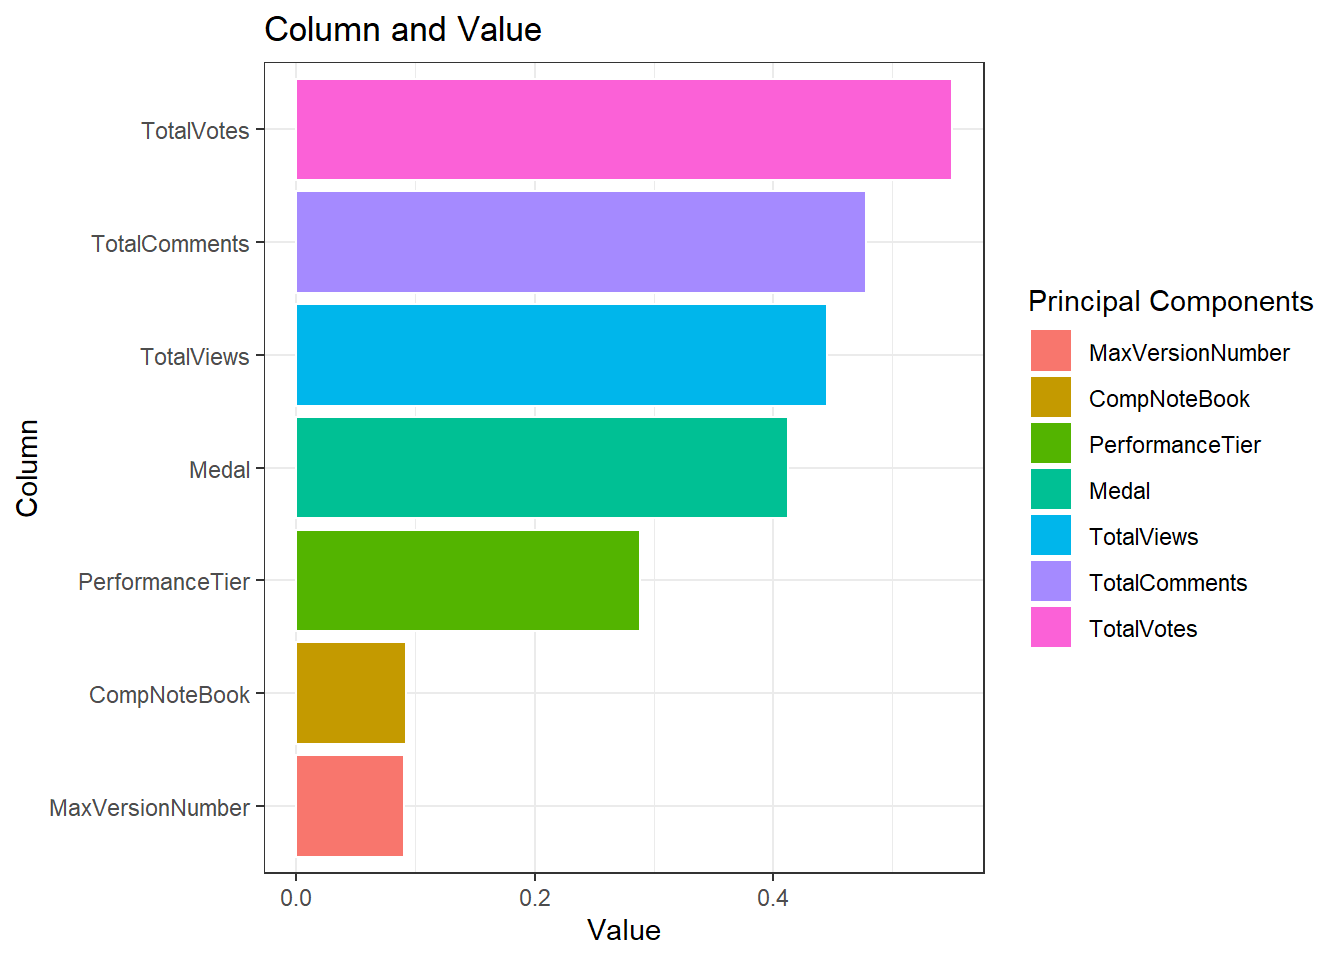 Column and Value
TotalVotes
TotalComments
TotalViews
Medal
PerformanceTier
CompNoteBook
MaxVersionNumber
Column
0.0 0.2 0.4
Value
Principal Components
MaxVersionNumber
CompNoteBook
PerformanceTier
Medal
TotalViews
TotalComments
TotalVotes